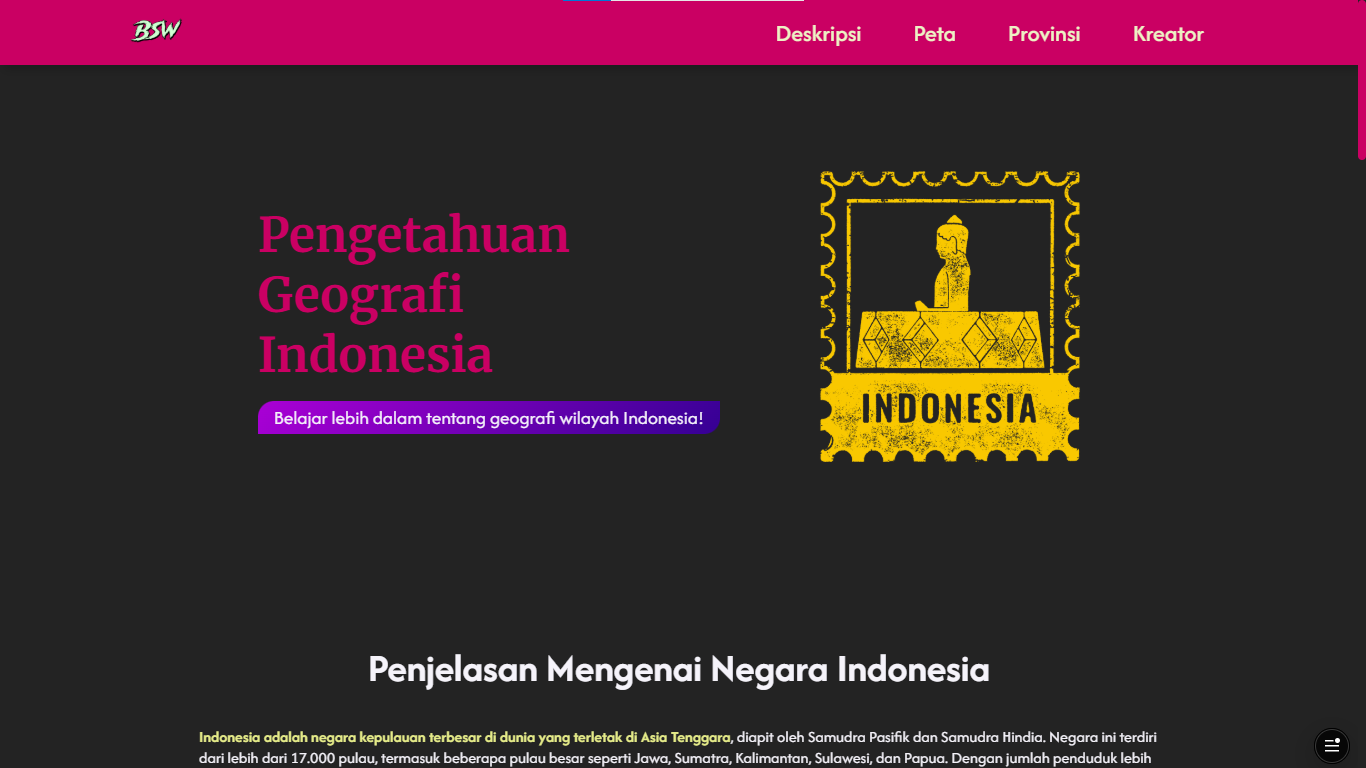 BSW
Deskripsi Peta Provinsi Kreator
Pengetahuan
Geografi
Indonesia
Belajar lebih dalam tentang geografi wilayah Indonesia!
INDONESIA
Penjelasan Mengenai Negara Indonesia
Indonesia adalah negara kepulauan terbesar di dunia yang terletak di Asia Tenggara, diapit oleh Samudra Pasifik dan Samudra Hindia. Negara ini terdiri
dari lebih dari 17.000 pulau, termasuk beberapa pulau besar seperti Jawa, Sumatra, Kalimantan, Sulawesi, dan Papua. Dengan jumlah penduduk lebih